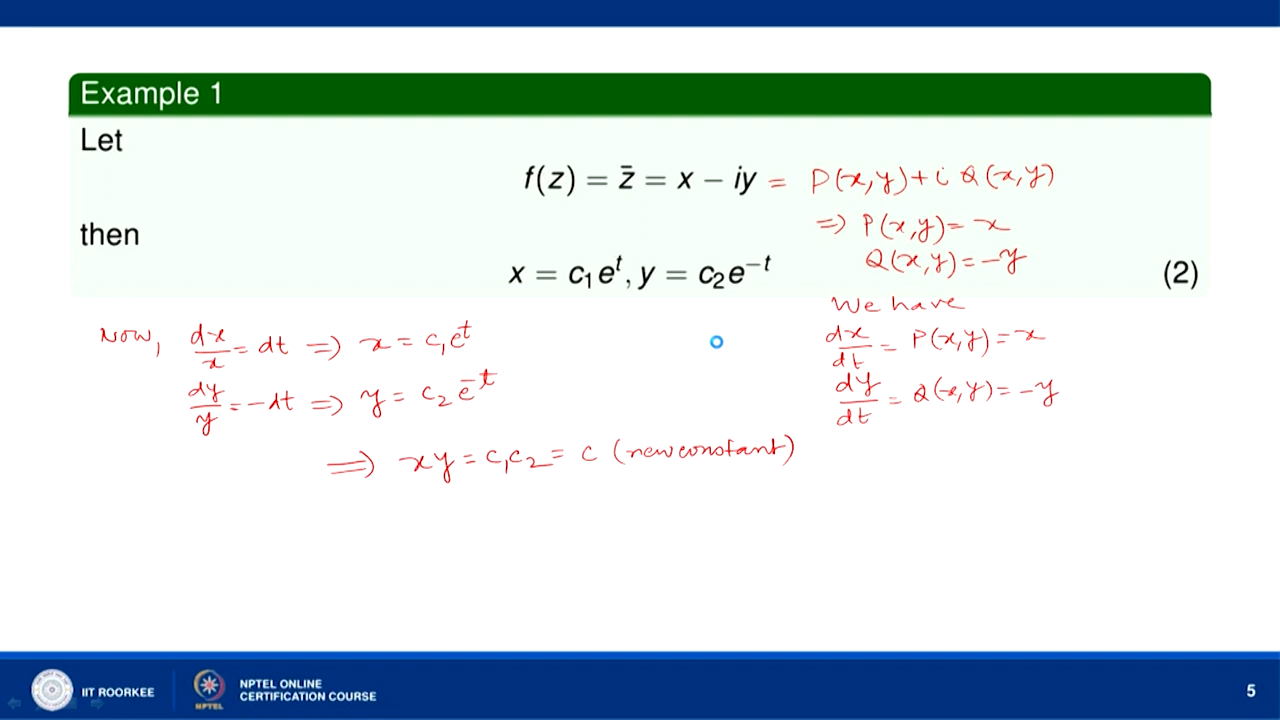 Example 1
Let
f(z) = z̄ = x − iy = P(x,y) + i Q(x,y)
⇒ P(x,y) = x
then
Q(x,y) = −y
x = c₁eᵗ, y = c₂e⁻ᵗ (2)
We have
Now, dx/x = dt ⇒ x = c₁eᵗ
dx/dt = P(x,y) = x
dy/y = −dt ⇒ y = c₂e⁻ᵗ
dy/dt = Q(x,y) = −y
⇒ xy = c₁c₂ = c (new constant)
IIT ROORKEE
NPTEL
NPTEL ONLINE
CERTIFICATION COURSE
5